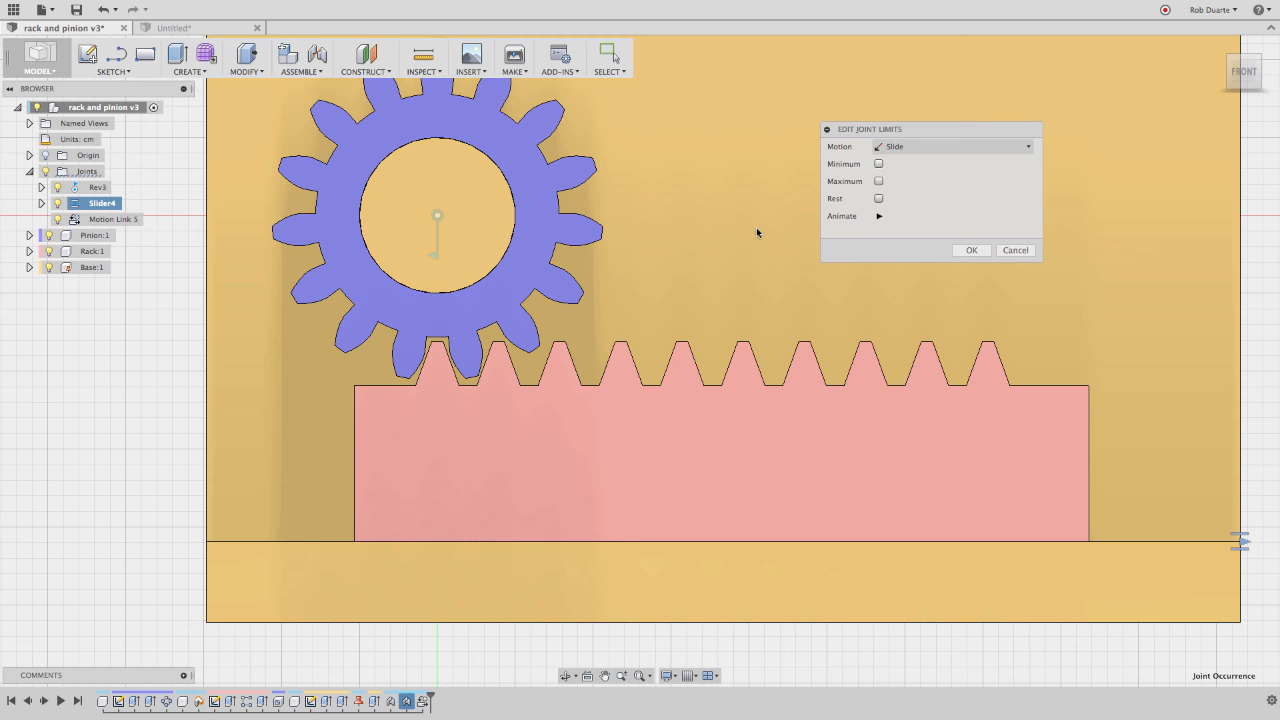 Rob Duarte
rack and pinion v3*
Untitled*
MODEL
SKETCH
CREATE
MODIFY
ASSEMBLE
CONSTRUCT
INSPECT
INSERT
MAKE
ADD-INS
SELECT
FRONT
BROWSER
rack and pinion v3
Named Views
Units: cm
Origin
Joints
Rev3
Slider4
Motion Link 5
Pinion:1
Rack:1
Base:1
EDIT JOINT LIMITS
Motion Slide
Minimum
Maximum
Rest
Animate
OK Cancel
COMMENTS
Joint Occurrence